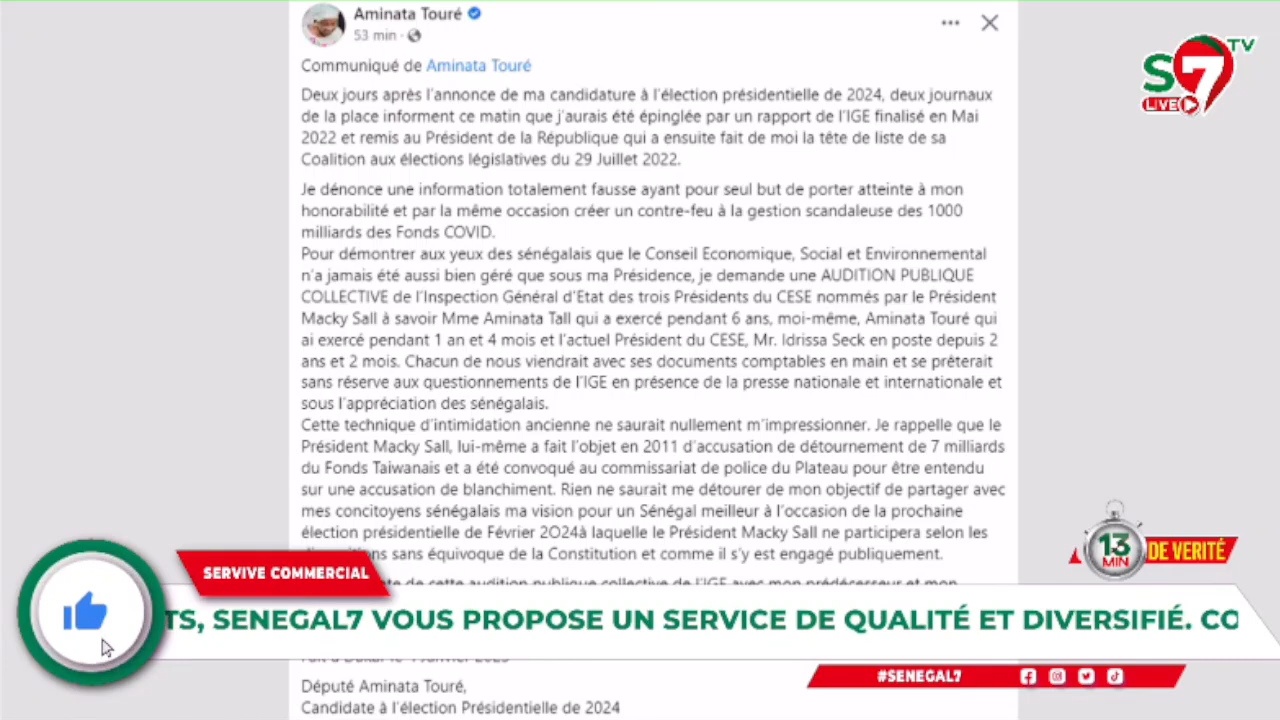 Aminata Touré
53 min
Communiqué de Aminata Touré
Deux jours après l'annonce de ma candidature à l'élection présidentielle de 2024, deux journaux
de la place informent ce matin que j'aurais été épinglée par un rapport de l'IGE finalisé en Mai
2022 et remis au Président de la République qui a ensuite fait de moi la tête de liste de sa
Coalition aux élections législatives du 29 Juillet 2022.
Je dénonce une information totalement fausse ayant pour seul but de porter atteinte à mon
honorabilité et par la même occasion créer un contre-feu à la gestion scandaleuse des 1000
milliards des Fonds COVID.
Pour démontrer aux yeux des sénégalais que le Conseil Economique, Social et Environnemental
n'a jamais été aussi bien géré que sous ma Présidence, je demande une AUDITION PUBLIQUE
COLLECTIVE de l'Inspection Général d'Etat des trois Présidents du CESE nommés par le Président
Macky Sall à savoir Mme Aminata Tall qui a exercé pendant 6 ans, moi-même, Aminata Touré qui
ai exercé pendant 1 an et 4 mois et l'actuel Président du CESE, Mr. Idrissa Seck en poste depuis 2
ans et 2 mois. Chacun de nous viendrait avec ses documents comptables en main et se prêterait
sans réserve aux questionnements de l'IGE en présence de la presse nationale et internationale et
sous l'appréciation des sénégalais.
Cette technique d'intimidation ancienne ne saurait nullement m'impressionner. Je rappelle que le
Président Macky Sall, lui-même a fait l'objet en 2011 d'accusation de détournement de 7 milliards
du Fonds Taiwanais et a été convoqué au commissariat de police du Plateau pour être entendu
sur une accusation de blanchiment. Rien ne saurait me détourer de mon objectif de partager avec
mes concitoyens sénégalais ma vision pour un Sénégal meilleur à l'occasion de la prochaine
élection présidentielle de Février 2O24à laquelle le Président Macky Sall ne participera selon les
sans équivoque de la Constitution et comme il s'y est engagé publiquement.
de cette audition publique collective de l'IGE avec mon prédécesseur et mon
Député Aminata Touré,
Candidate à l'élection Présidentielle de 2024
S7 TV
LIVE
13 MIN DE VERITÉ
SERVIVE COMMERCIAL
TS, SENEGAL7 VOUS PROPOSE UN SERVICE DE QUALITÉ ET DIVERSIFIÉ. CO
#SENEGAL7